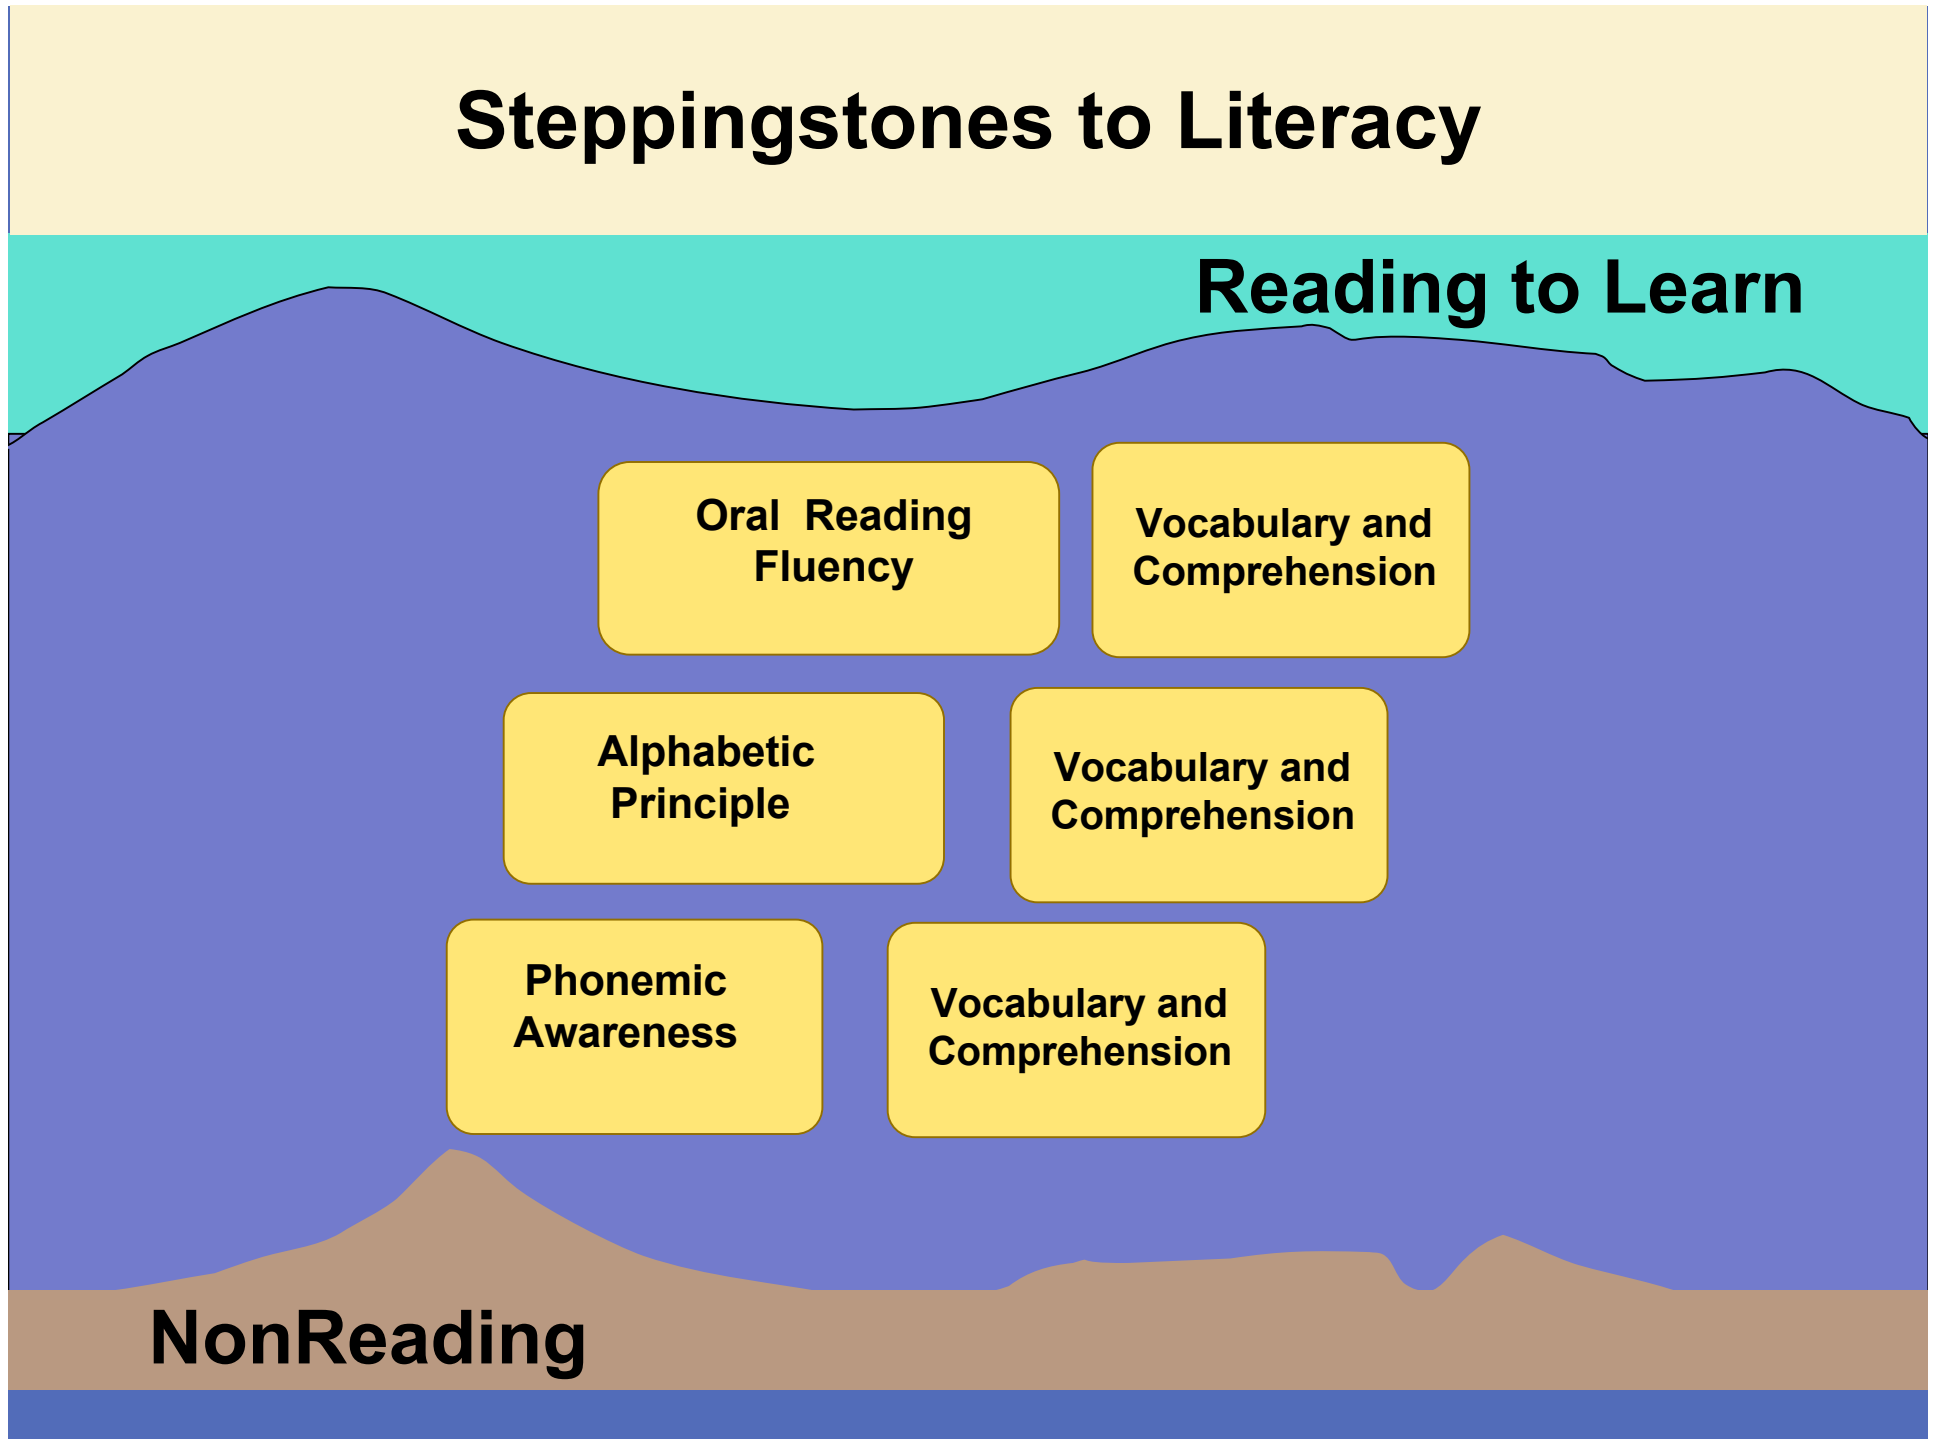 Steppingstones to Literacy
Reading to Learn
Oral Reading
Fluency
Vocabulary and
Comprehension
Alphabetic
Principle
Vocabulary and
Comprehension
Phonemic
Awareness
Vocabulary and
Comprehension
NonReading